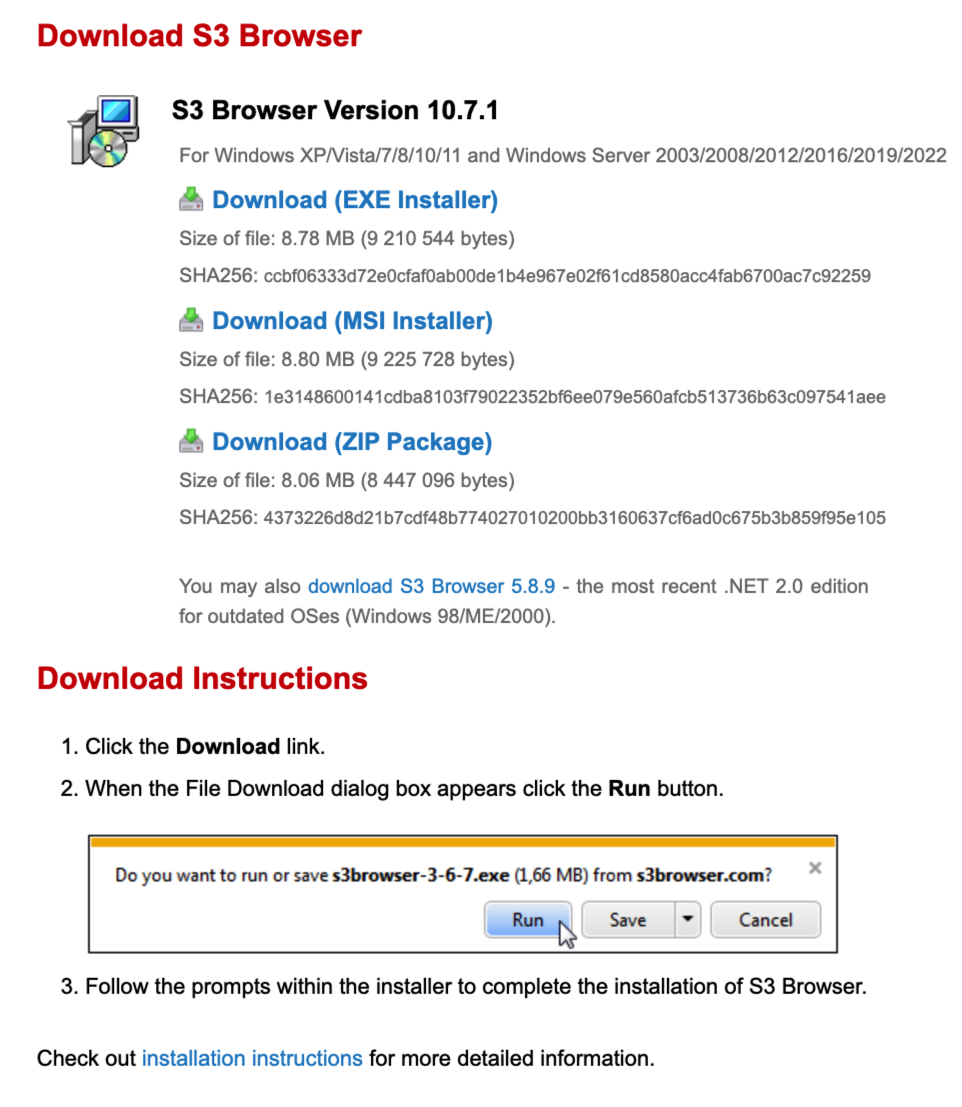 Download S3 Browser
S3 Browser Version 10.7.1
For Windows XP/Vista/7/8/10/11 and Windows Server 2003/2008/2012/2016/2019/2022
Download (EXE Installer)
Size of file: 8.78 MB (9 210 544 bytes)
SHA256: ccbf06333d72e0cfaf0ab00de1b4e967e02f61cd8580acc4fab6700ac7c92259
Download (MSI Installer)
Size of file: 8.80 MB (9 225 728 bytes)
SHA256: 1e3148600141cdba8103f79022352bf6ee079e560afcb513736b63c097541aee
Download (ZIP Package)
Size of file: 8.06 MB (8 447 096 bytes)
SHA256: 4373226d8d21b7cdf48b774027010200bb3160637cf6ad0c675b3b859f95e105
You may also download S3 Browser 5.8.9 - the most recent .NET 2.0 edition
for outdated OSes (Windows 98/ME/2000).
Download Instructions
1. Click the Download link.
2. When the File Download dialog box appears click the Run button.
Do you want to run or save s3browser-3-6-7.exe (1,66 MB) from s3browser.com?
Run Save Cancel
3. Follow the prompts within the installer to complete the installation of S3 Browser.
Check out installation instructions for more detailed information.